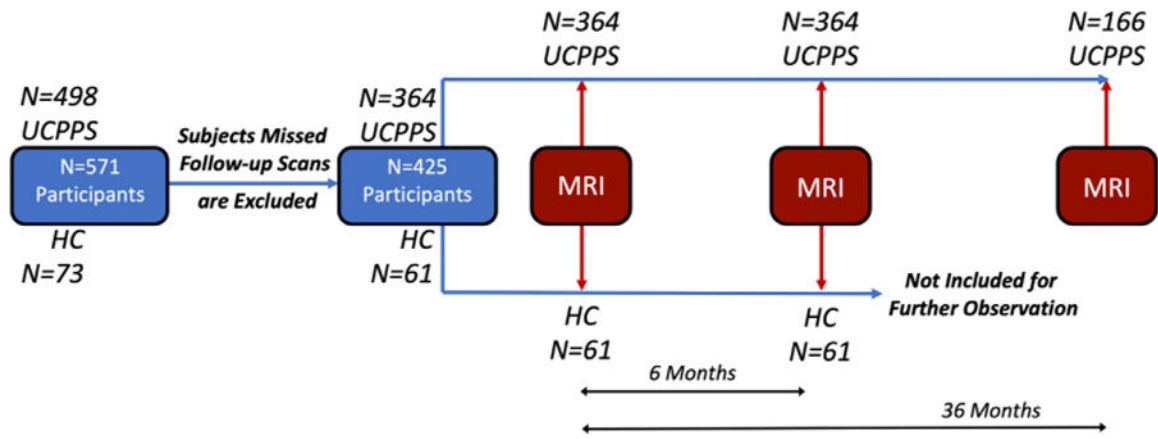 N=498
UCPPS
N=571
Participants
HC
N=73
Subjects Missed
Follow-up Scans
are Excluded
N=364
UCPPS
N=425
Participants
HC
N=61
N=364
UCPPS
MRI
HC
N=61
N=364
UCPPS
MRI
HC
N=61
N=166
UCPPS
MRI
Not Included for
Further Observation
6 Months
36 Months